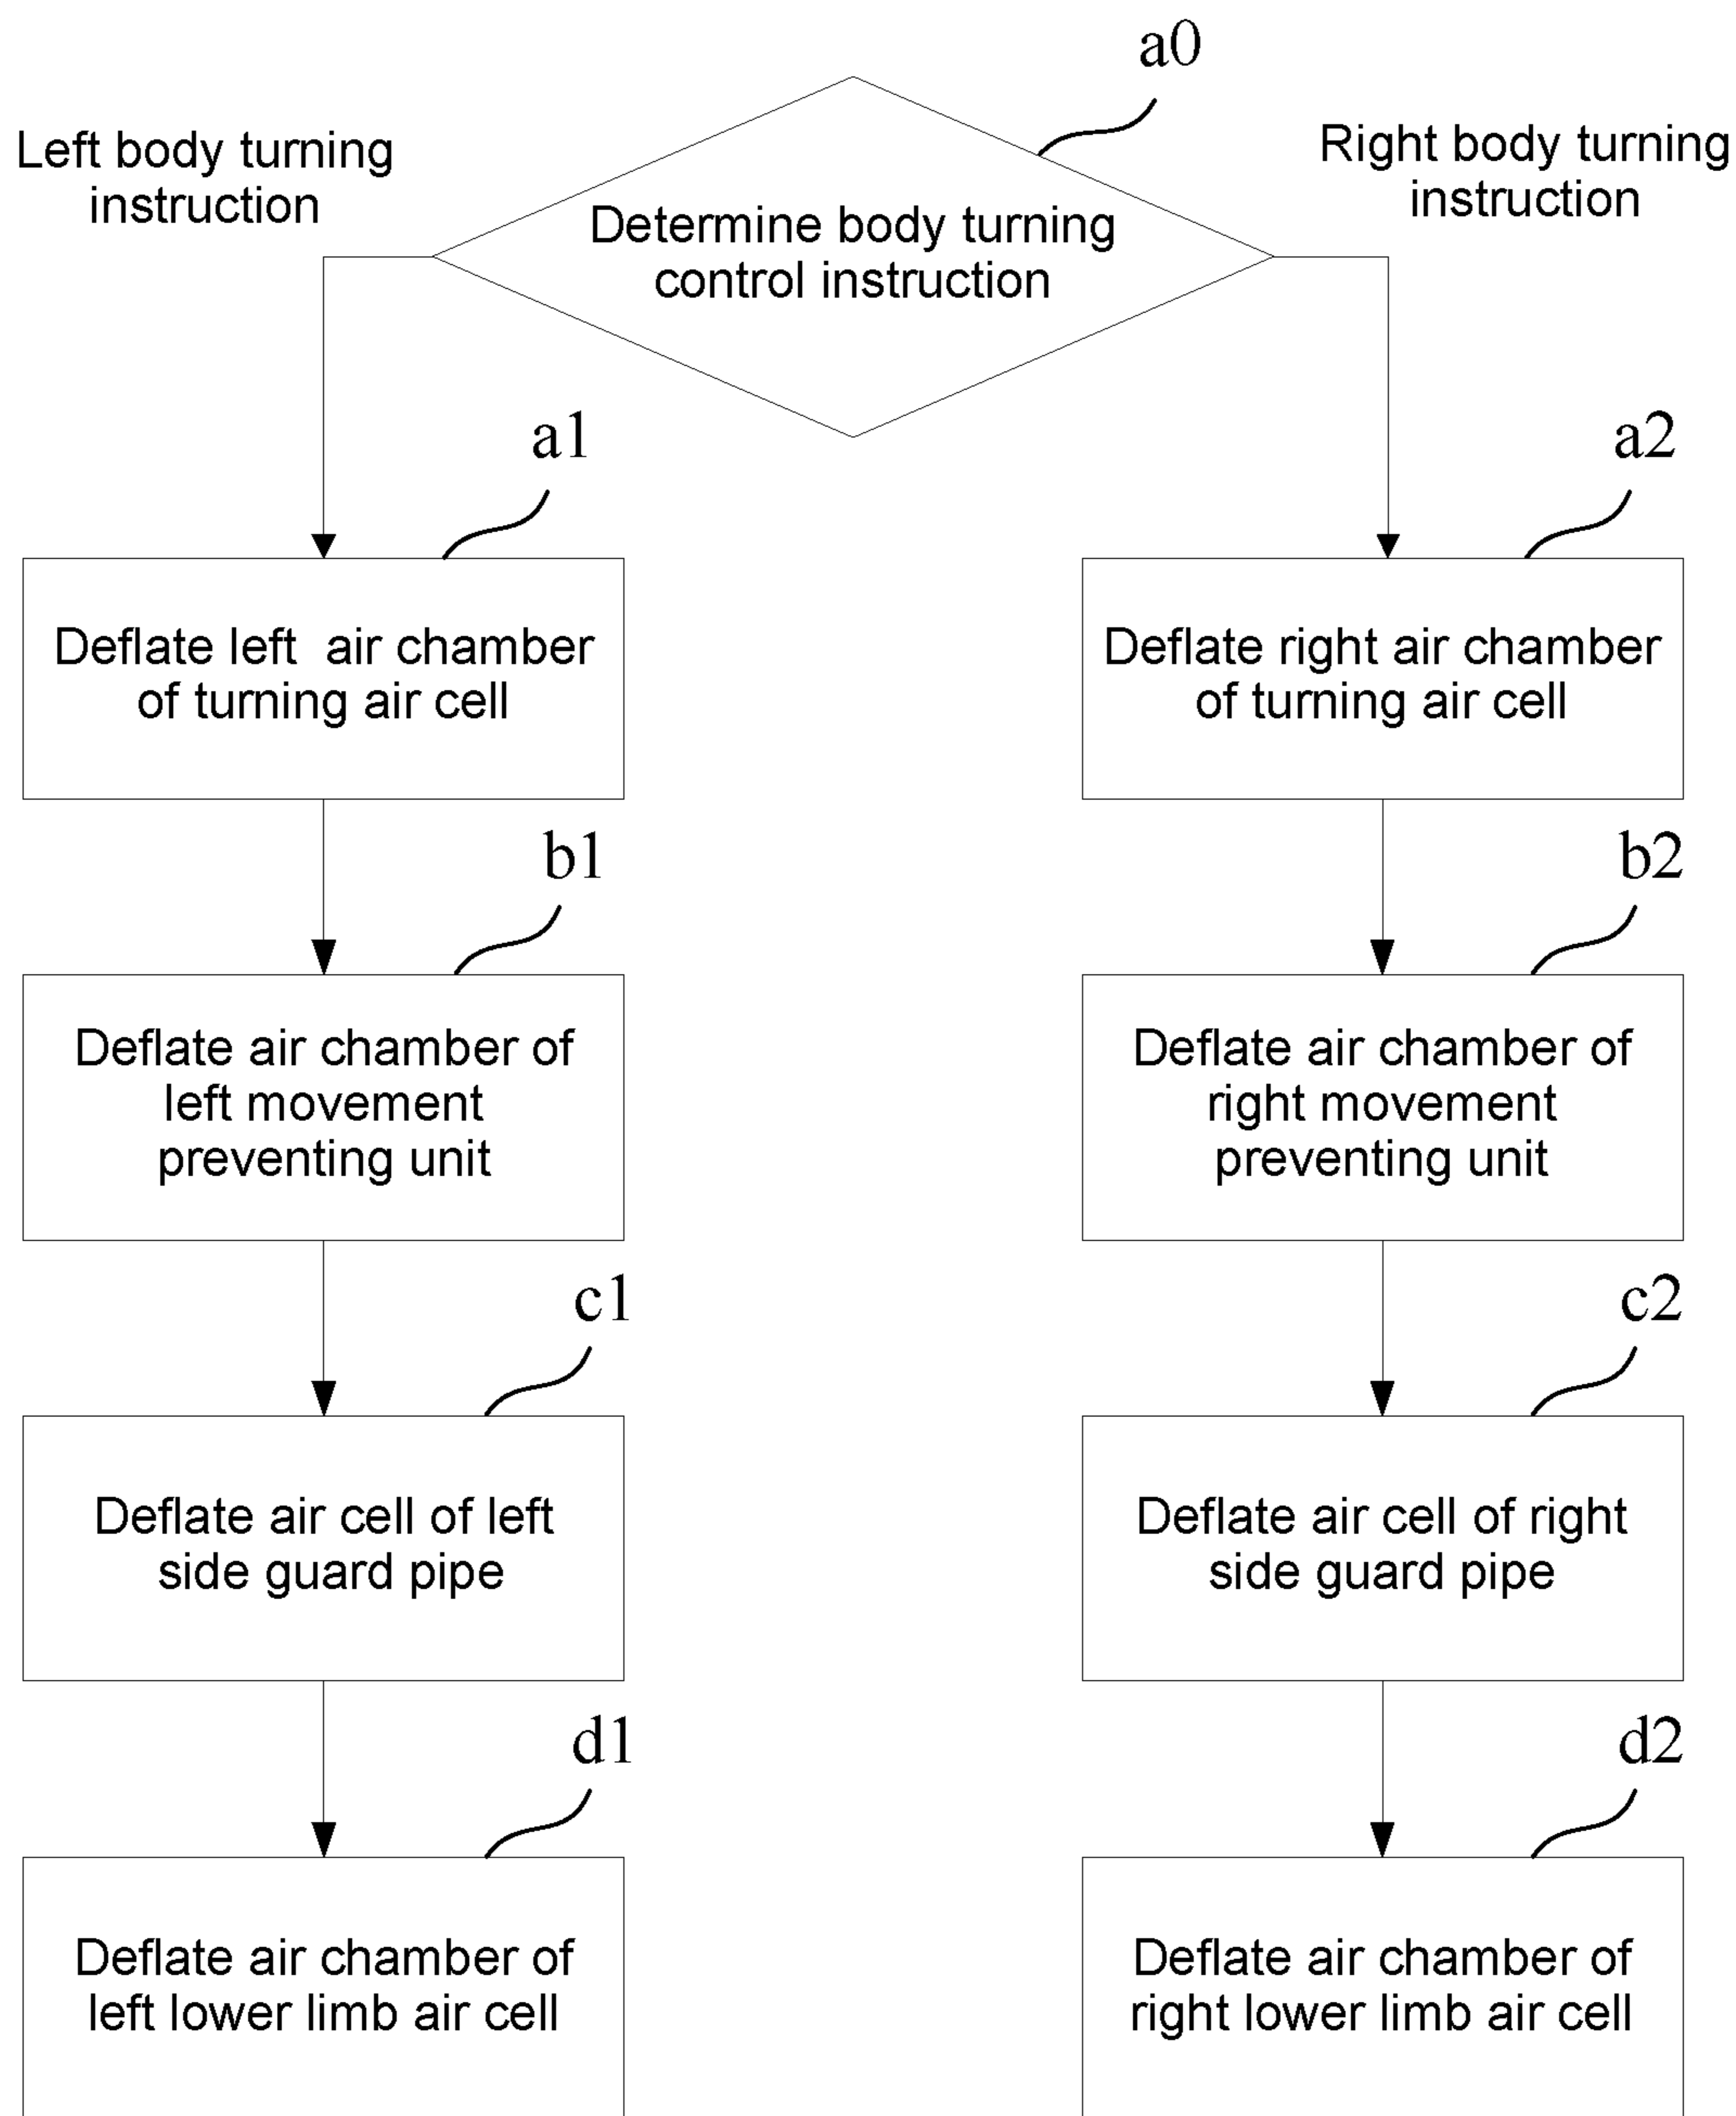 a0
Left body turning
instruction
Right body turning
instruction
Determine body turning
control instruction
a1
a2
Deflate left air chamber
of turning air cell
Deflate right air chamber
of turning air cell
b1
b2
Deflate air chamber of
left movement
preventing unit
Deflate air chamber of
right movement
preventing unit
c1
c2
Deflate air cell of left
side guard pipe
Deflate air cell of right
side guard pipe
d1
d2
Deflate air chamber of
left lower limb air cell
Deflate air chamber of
right lower limb air cell